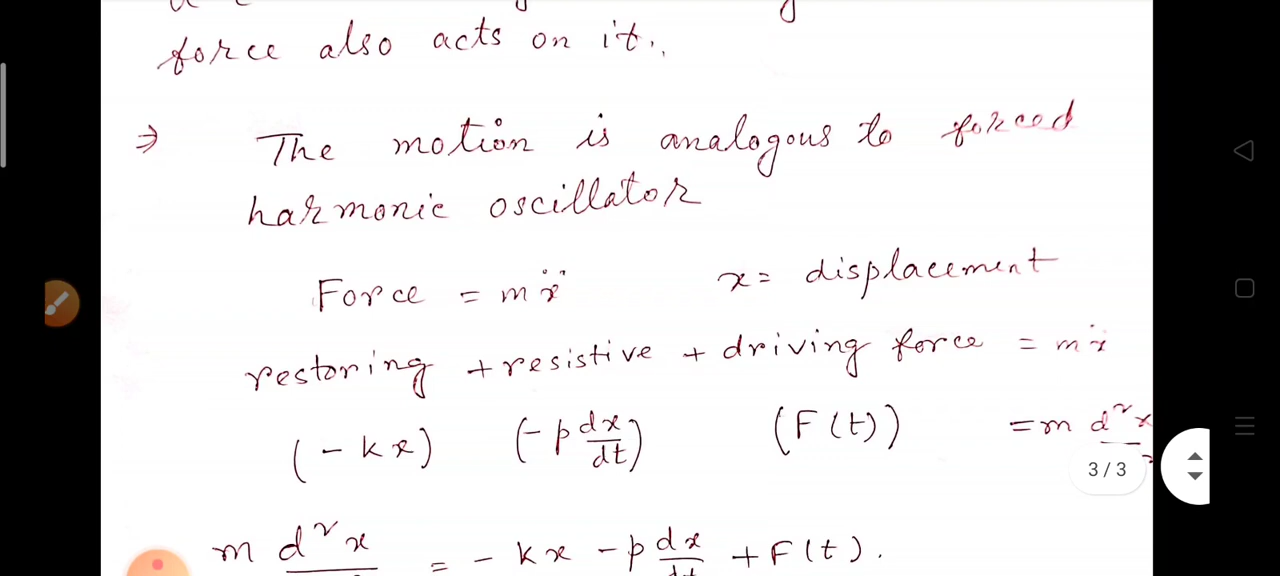 force also acts on it.,
⇒ The motion is analogous to forced
harmonic oscillator
Force = mẍ x = displacement
restoring + resistive + driving force = mẍ
(-kx) (-p dx/dt) (F(t)) = m d²x
3/3
m d²x = -kx -p dx/dt + F(t).